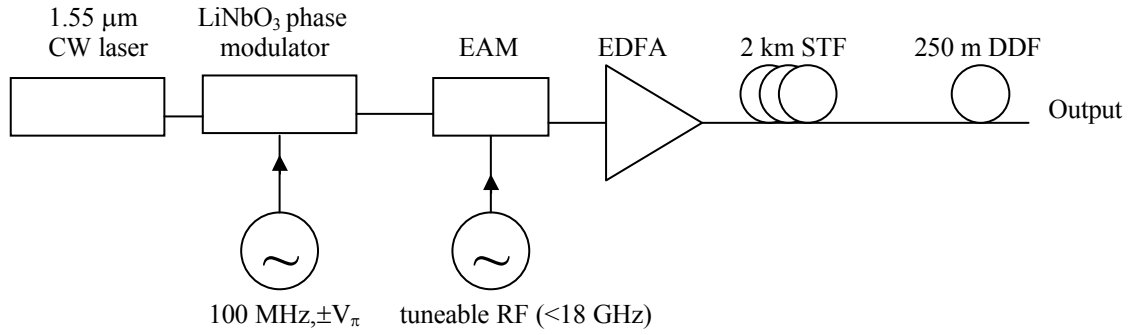 1.55 μm
CW laser
LiNbO₃ phase
modulator
EAM
EDFA
2 km STF
250 m DDF
Output
~
~
100 MHz,±Vπ
tuneable RF (<18 GHz)